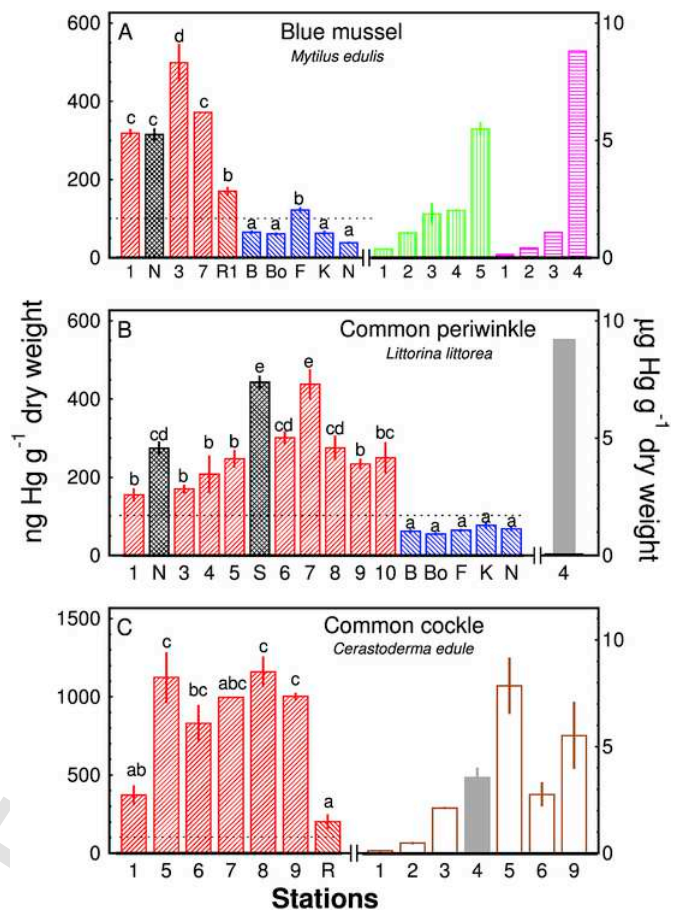 A
Blue mussel
Mytilus edulis
600
400
200
0
10
5
0
c c d c b a a a b a a
1 N 3 7 R1 B Bo F K N 1 2 3 4 5 1 2 3 4
B
Common periwinkle
Littorina littorea
600
400
200
0
10
5
0
b cd b b b e cd e cd b bc a a a a a
1 N 3 4 5 S 6 7 8 9 10 B Bo F K N 4
ng Hg g-1 dry weight
µg Hg g-1 dry weight
C
Common cockle
Cerastoderma edule
1500
1000
500
0
10
5
0
ab c bc abc c c a
1 5 6 7 8 9 R 1 2 3 4 5 6 9
Stations